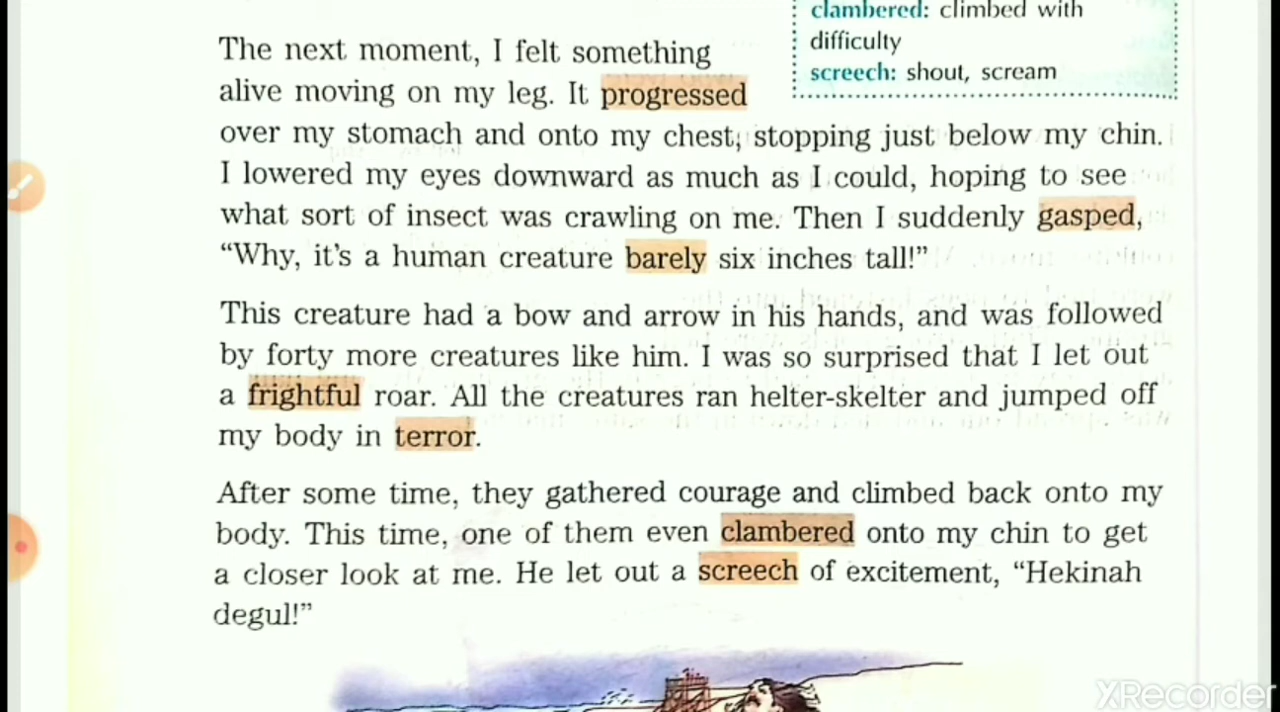 clambered: climbed with
difficulty
screech: shout, scream
The next moment, I felt something
alive moving on my leg. It progressed
over my stomach and onto my chest, stopping just below my chin.
I lowered my eyes downward as much as I could, hoping to see
what sort of insect was crawling on me. Then I suddenly gasped,
“Why, it’s a human creature barely six inches tall!”
This creature had a bow and arrow in his hands, and was followed
by forty more creatures like him. I was so surprised that I let out
a frightful roar. All the creatures ran helter-skelter and jumped off
my body in terror.
After some time, they gathered courage and climbed back onto my
body. This time, one of them even clambered onto my chin to get
a closer look at me. He let out a screech of excitement, “Hekinah
degul!”
XRecorder